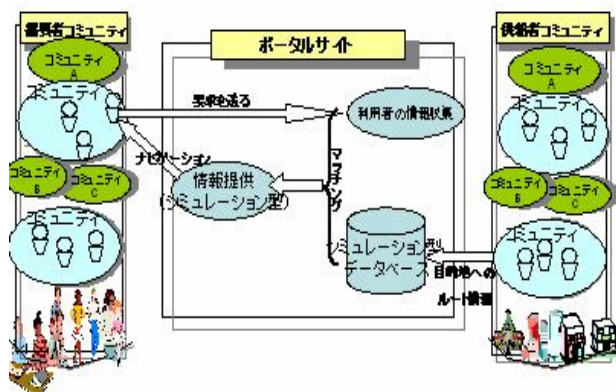 需要者コミュニティ
コミュニティ
A
コミュニティ
コミュニティ
B
コミュニティ
C
コミュニティ
ポータルサイト
要求を送る
利用者の情報収集
ナビゲーション
マッチング
情報提供
(シミュレーション型)
シミュレーション型
データベース
目的地への
ルート情報
供給者コミュニティ
コミュニティ
A
コミュニティ
コミュニティ
B
コミュニティ
C
コミュニティ